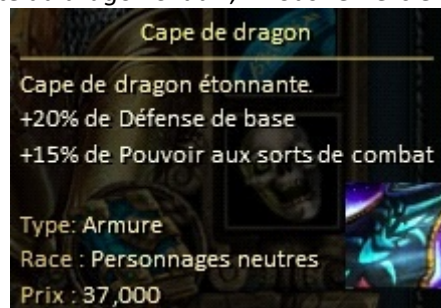 Cape de dragon
Cape de dragon étonnante.
+20% de Défense de base
+15% de Pouvoir aux sorts de combat
Type: Armure
Race : Personnages neutres
Prix : 37,000